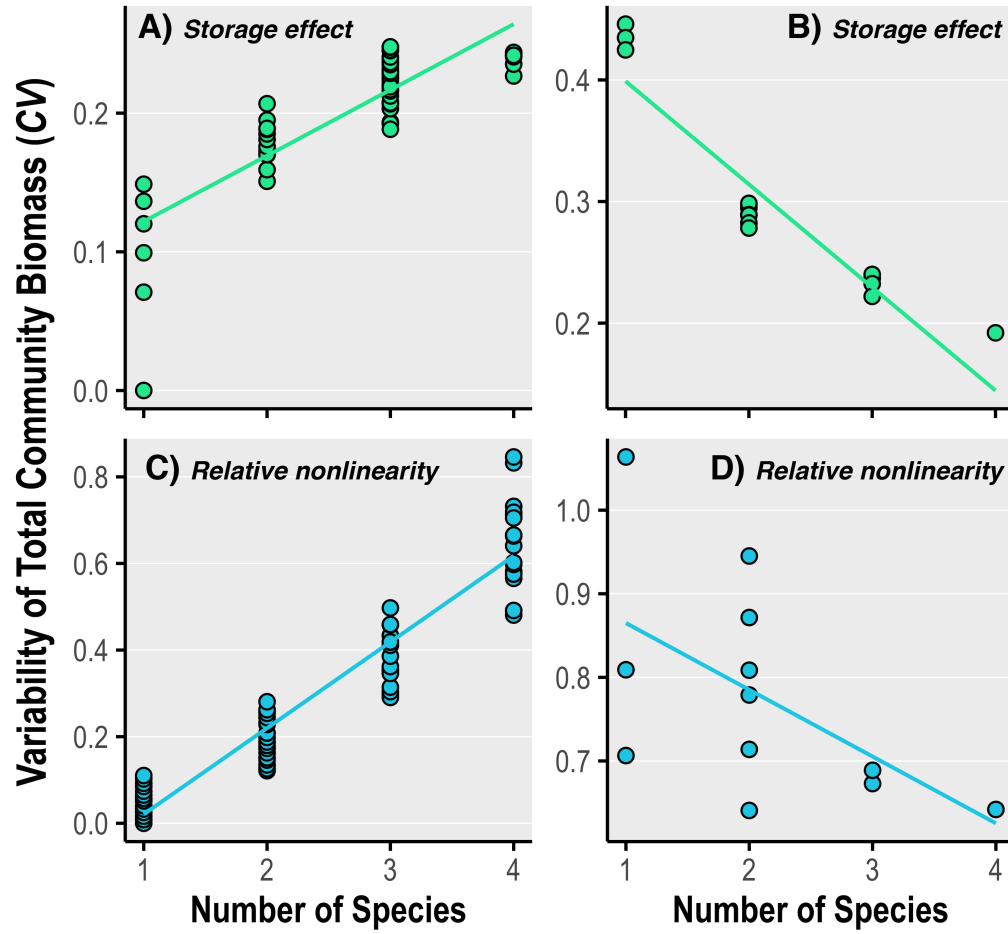 Variability of Total Community Biomass (CV)
A) Storage effect
0.2
0.1
0.0
B) Storage effect
0.4
0.3
0.2
C) Relative nonlinearity
0.8
0.6
0.4
0.2
0.0
1 2 3 4
Number of Species
D) Relative nonlinearity
1.0
0.9
0.8
0.7
1 2 3 4
Number of Species